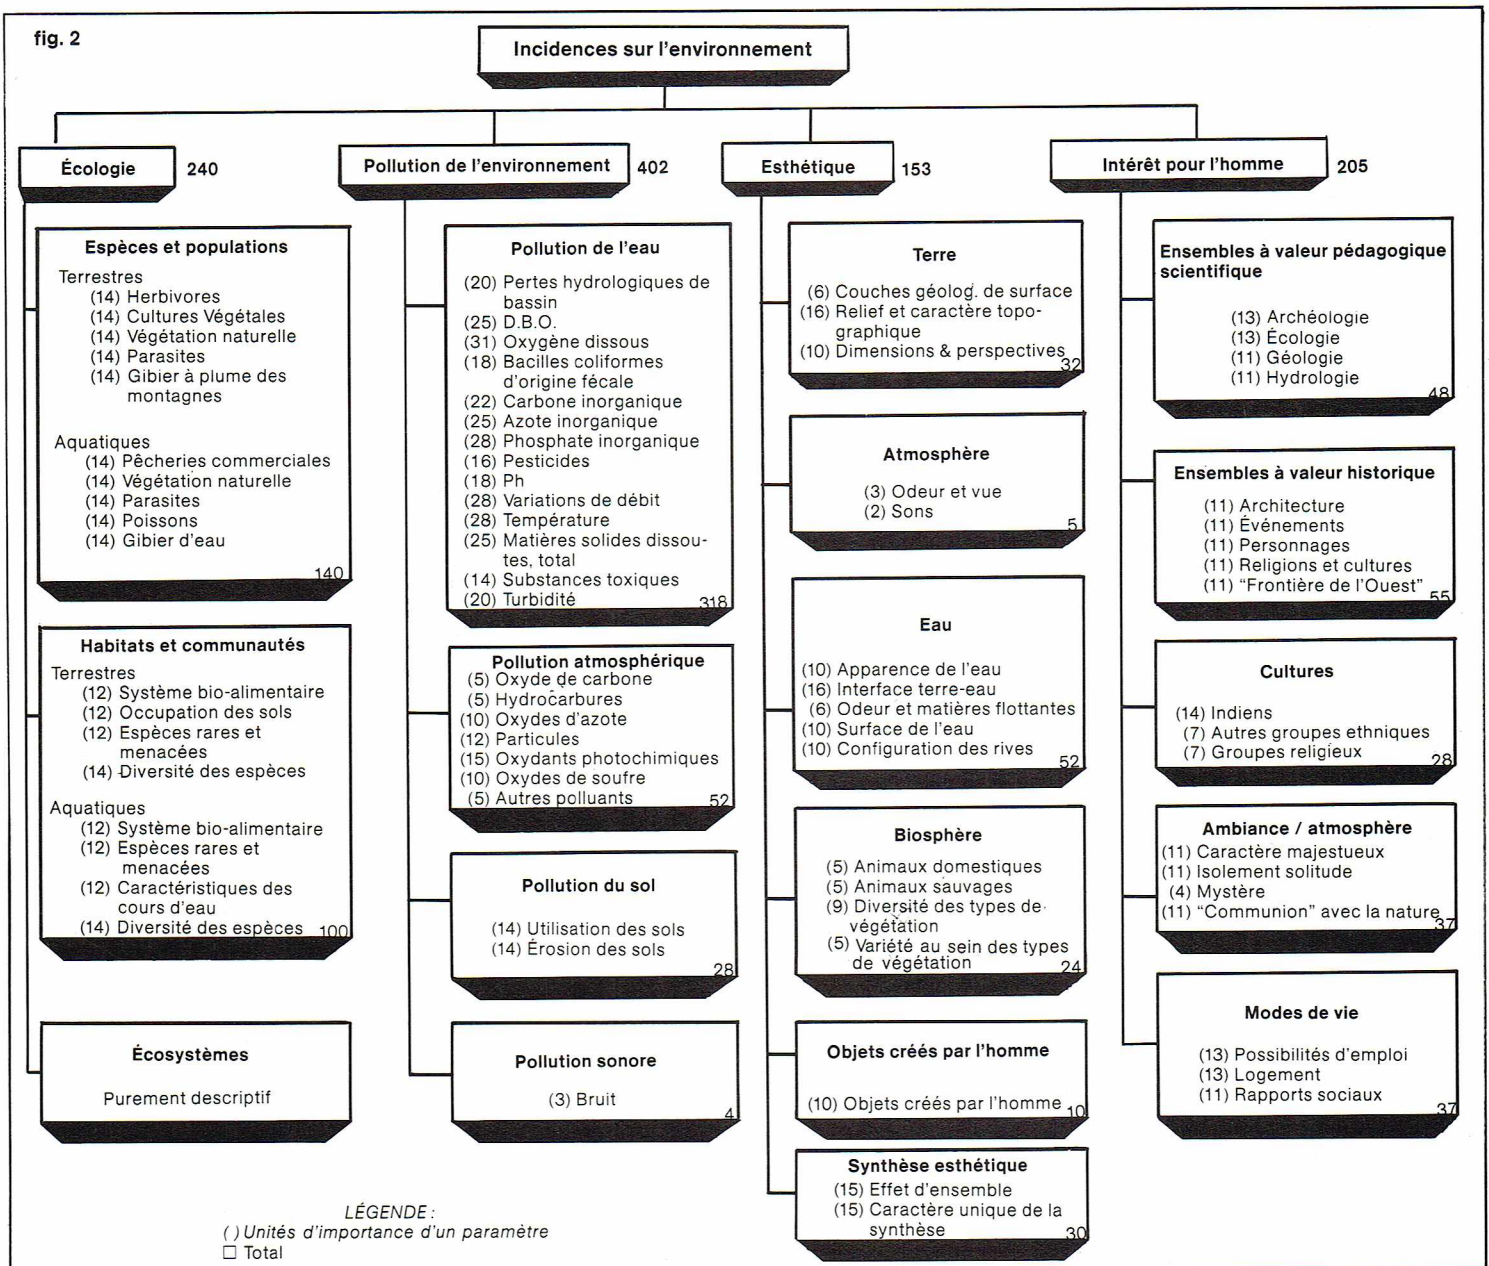 fig. 2
Incidences sur l'environnement
Écologie 240
Espèces et populations
Terrestres
(14) Herbivores
(14) Cultures Végétales
(14) Végétation naturelle
(14) Parasites
(14) Gibier à plume des
montagnes
Aquatiques
(14) Pêcheries commerciales
(14) Végétation naturelle
(14) Parasites
(14) Poissons
(14) Gibier d'eau
140
Habitats et communautés
Terrestres
(12) Système bio-alimentaire
(12) Occupation des sols
(12) Espèces rares et
menacées
(14) Diversité des espèces
Aquatiques
(12) Système bio-alimentaire
(12) Espèces rares et
menacées
(12) Caractéristiques des
cours d'eau
(14) Diversité des espèces 100
Écosystèmes
Purement descriptif
Pollution de l'environnement 402
Pollution de l'eau
(20) Pertes hydrologiques de
bassin
(25) D.B.O.
(31) Oxygène dissous
(18) Bacilles coliformes
d'origine fécale
(22) Carbone inorganique
(25) Azote inorganique
(28) Phosphate inorganique
(16) Pesticides
(18) Ph
(28) Variations de débit
(28) Température
(25) Matières solides dissou-
tes, total
(14) Substances toxiques
(20) Turbidité 318
Pollution atmosphérique
(5) Oxyde de carbone
(5) Hydrocarbures
(10) Oxydes d'azote
(12) Particules
(15) Oxydants photochimiques
(10) Oxydes de soufre
(5) Autres polluants 52
Pollution du sol
(14) Utilisation des sols
(14) Érosion des sols
28
Pollution sonore
(3) Bruit
4
Esthétique 153
Terre
(6) Couches géolog. de surface
(16) Relief et caractère topo-
graphique
(10) Dimensions & perspectives
32
Atmosphère
(3) Odeur et vue
(2) Sons
5
Eau
(10) Apparence de l'eau
(16) Interface terre-eau
(6) Odeur et matières flottantes
(10) Surface de l'eau
(10) Configuration des rives
52
Biosphère
(5) Animaux domestiques
(5) Animaux sauvages
(9) Diversité des types de
végétation
(5) Variété au sein des types
de végétation 24
Objets créés par l'homme
(10) Objets créés par l'homme 10
Synthèse esthétique
(15) Effet d'ensemble
(15) Caractère unique de la
synthèse 30
Intérêt pour l'homme 205
Ensembles à valeur pédagogique
scientifique
(13) Archéologie
(13) Écologie
(11) Géologie
(11) Hydrologie
48
Ensembles à valeur historique
(11) Architecture
(11) Événements
(11) Personnages
(11) Religions et cultures
(11) "Frontière de l'Ouest"
55
Cultures
(14) Indiens
(7) Autres groupes ethniques
(7) Groupes religieux
28
Ambiance / atmosphère
(11) Caractère majestueux
(11) Isolement solitude
(4) Mystère
(11) "Communion" avec la nature
37
Modes de vie
(13) Possibilités d'emploi
(13) Logement
(11) Rapports sociaux
37
LÉGENDE :
( ) Unités d'importance d'un paramètre
□ Total